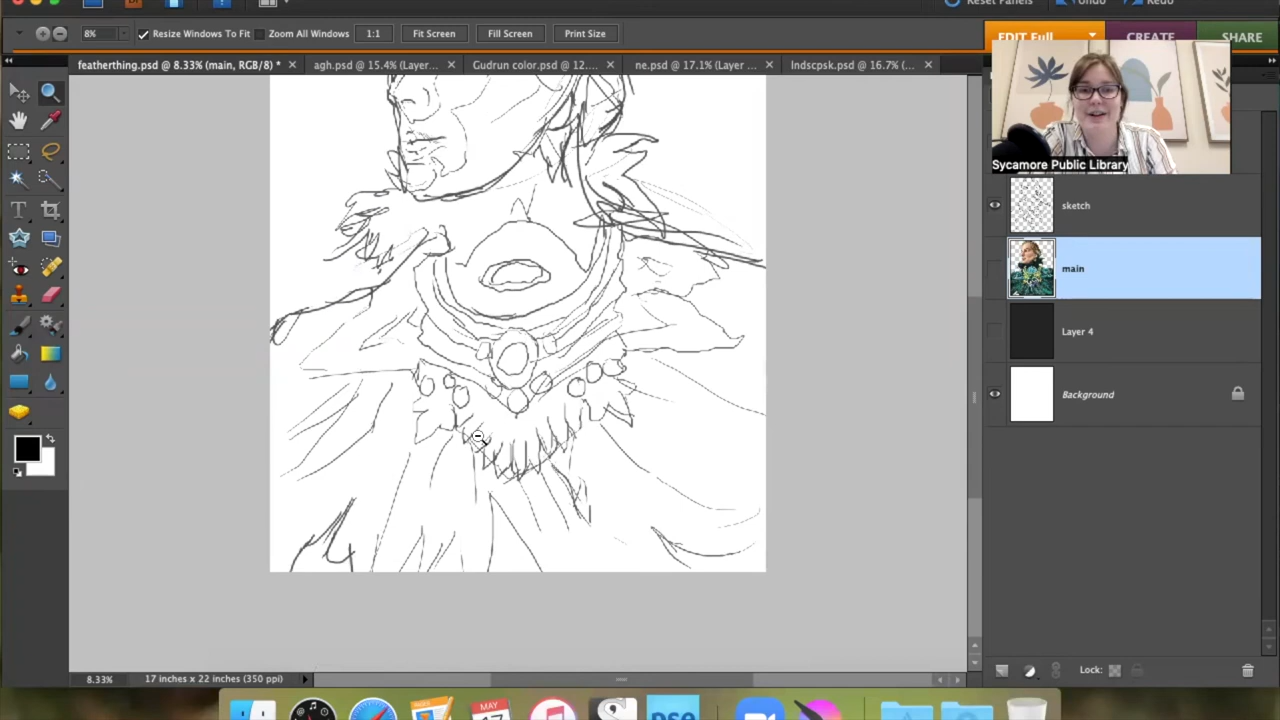 Reset Panels Undo Redo
8% Resize Windows To Fit Zoom All Windows 1:1 Fit Screen Fill Screen Print Size
EDIT Full CREATE SHARE
featherthing.psd @ 8.33% (main, RGB/8) * agh.psd @ 15.4% (Layer... Gudrun color.psd @ 12.... ne.psd @ 17.1% (Layer ... lndscpsk.psd @ 16.7% (...
Sycamore Public Library
sketch
main
Layer 4
Background
8.33% 17 inches x 22 inches (350 ppi)
Lock:
MAY
pse